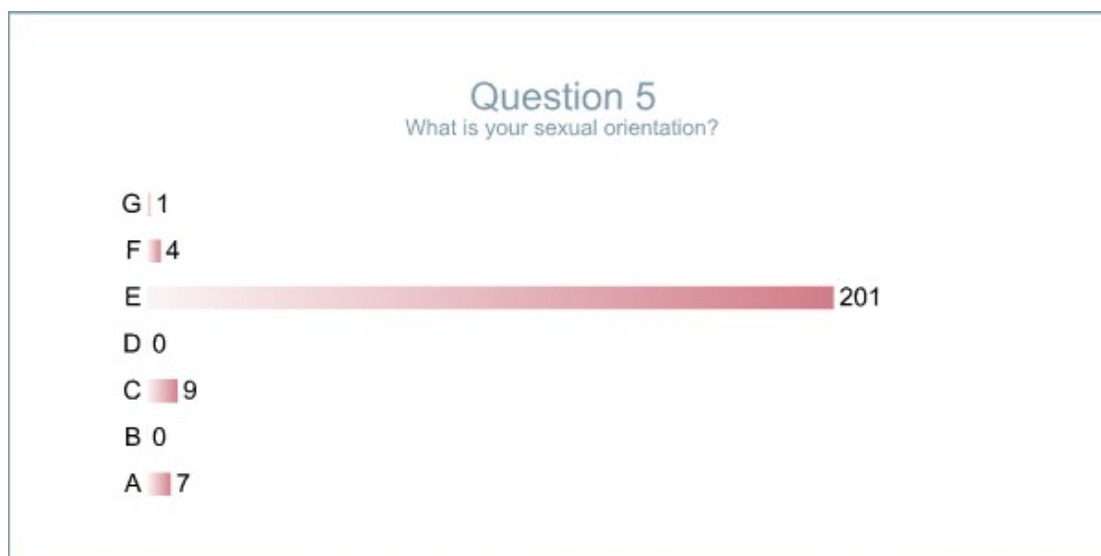 Question 5
What is your sexual orientation?
G 1
F 4
E 201
D 0
C 9
B 0
A 7